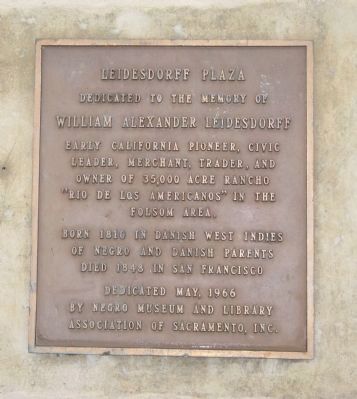 LEIDESDORFF PLAZA
DEDICATED TO THE MEMORY OF
WILLIAM ALEXANDER LEIDESDORFF
EARLY CALIFORNIA PIONEER, CIVIC
LEADER, MERCHANT, TRADER, AND
OWNER OF 35,000 ACRE RANCHO
"RIO DE LOS AMERICANOS" IN THE
FOLSOM AREA.
BORN 1810 IN DANISH WEST INDIES
OF NEGRO AND DANISH PARENTS
DIED 1848 IN SAN FRANCISCO
DEDICATED MAY, 1966
BY NEGRO MUSEUM AND LIBRARY
ASSOCIATION OF SACRAMENTO, INC.